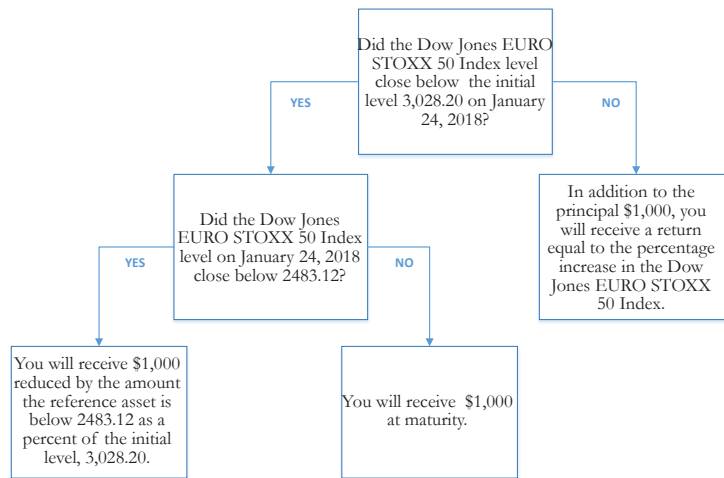 Did the Dow Jones EURO
STOXX 50 Index level
close below the initial
level 3,028.20 on January
24, 2018?
YES
NO
Did the Dow Jones
EURO STOXX 50 Index
level on January 24, 2018
close below 2483.12?
In addition to the
principal $1,000, you
will receive a return
equal to the percentage
increase in the Dow
Jones EURO STOXX
50 Index.
YES
NO
You will receive $1,000
reduced by the amount
the reference asset is
below 2483.12 as a
percent of the initial
level, 3,028.20.
You will receive $1,000
at maturity.